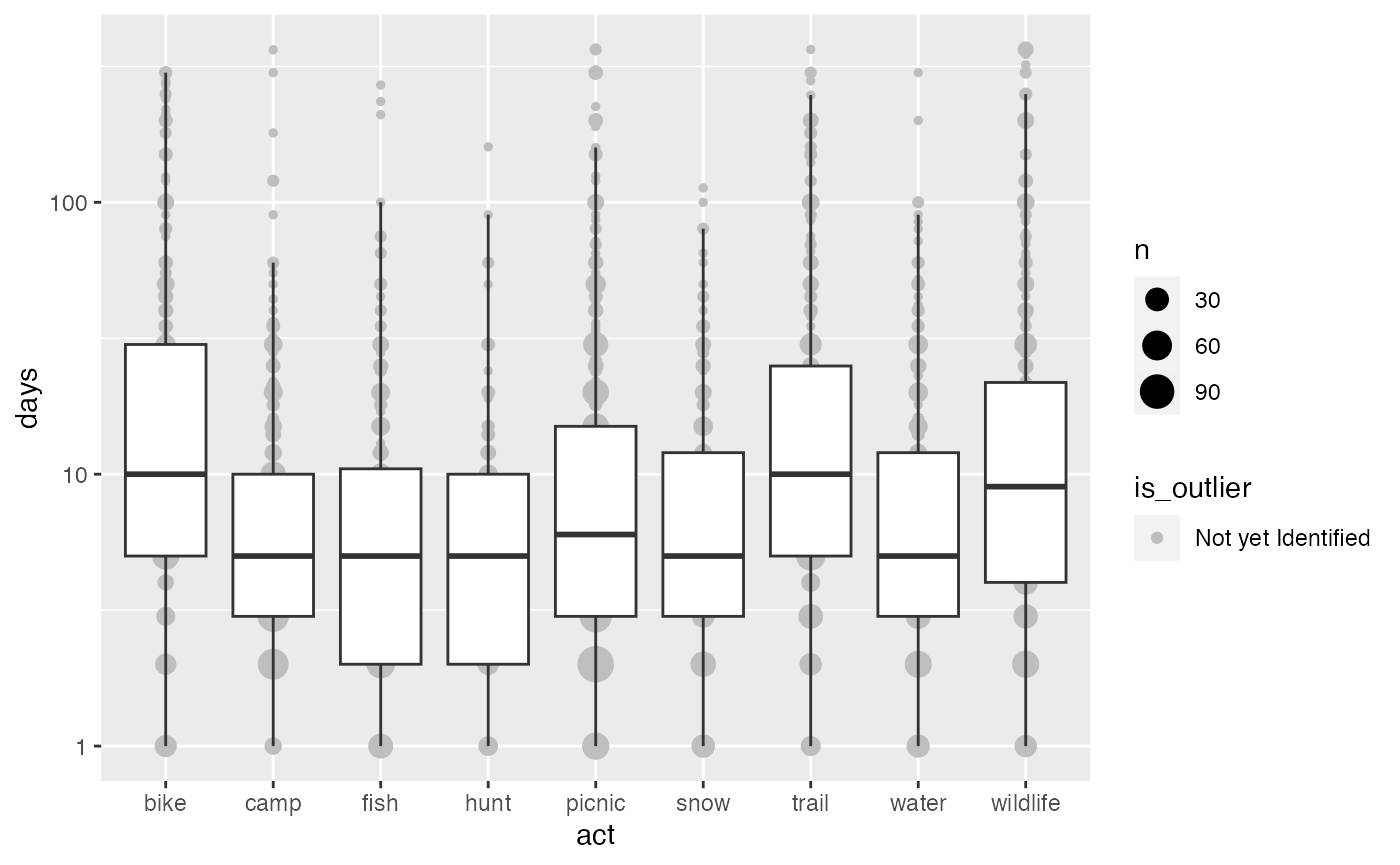 100
10
1
days
bike camp fish hunt picnic snow trail water wildlife
act
n
30
60
90
is_outlier
Not yet Identified